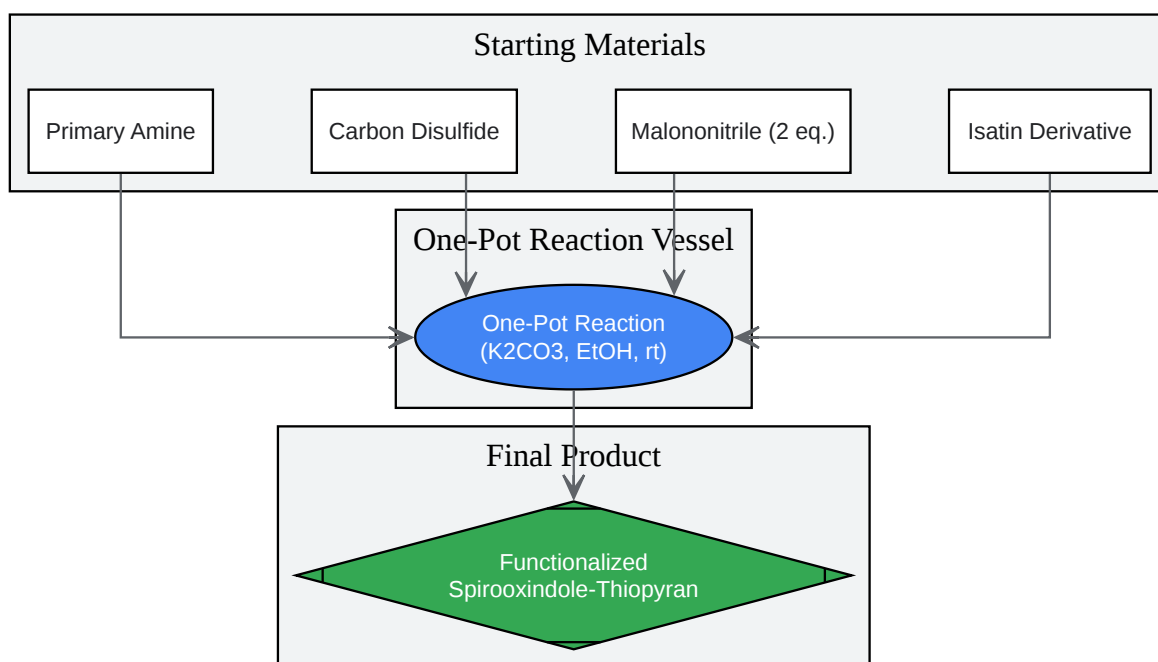 Starting Materials
Primary Amine
Carbon Disulfide
Malononitrile (2 eq.)
Isatin Derivative
One-Pot Reaction Vessel
One-Pot Reaction
(K2CO3, EtOH, rt)
Final Product
Functionalized
Spirooxindole-Thiopyran